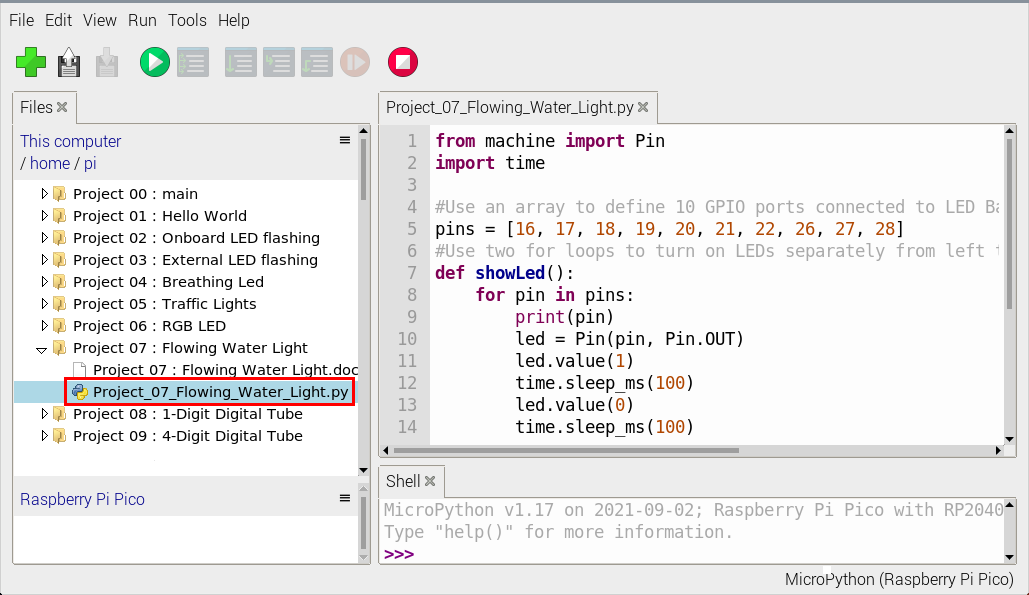 File Edit View Run Tools Help
Files
This computer
/ home / pi
Project 00 : main
Project 01 : Hello World
Project 02 : Onboard LED flashing
Project 03 : External LED flashing
Project 04 : Breathing Led
Project 05 : Traffic Lights
Project 06 : RGB LED
Project 07 : Flowing Water Light
Project 07 : Flowing Water Light.doc
Project_07_Flowing_Water_Light.py
Project 08 : 1-Digit Digital Tube
Project 09 : 4-Digit Digital Tube
Raspberry Pi Pico
Project_07_Flowing_Water_Light.py
1 from machine import Pin
2 import time
3
4 #Use an array to define 10 GPIO ports connected to LED Ba
5 pins = [16, 17, 18, 19, 20, 21, 22, 26, 27, 28]
6 #Use two for loops to turn on LEDs separately from left t
7 def showLed():
8 for pin in pins:
9 print(pin)
10 led = Pin(pin, Pin.OUT)
11 led.value(1)
12 time.sleep_ms(100)
13 led.value(0)
14 time.sleep_ms(100)
Shell
MicroPython v1.17 on 2021-09-02; Raspberry Pi Pico with RP2040
Type "help()" for more information.
>>>
MicroPython (Raspberry Pi Pico)